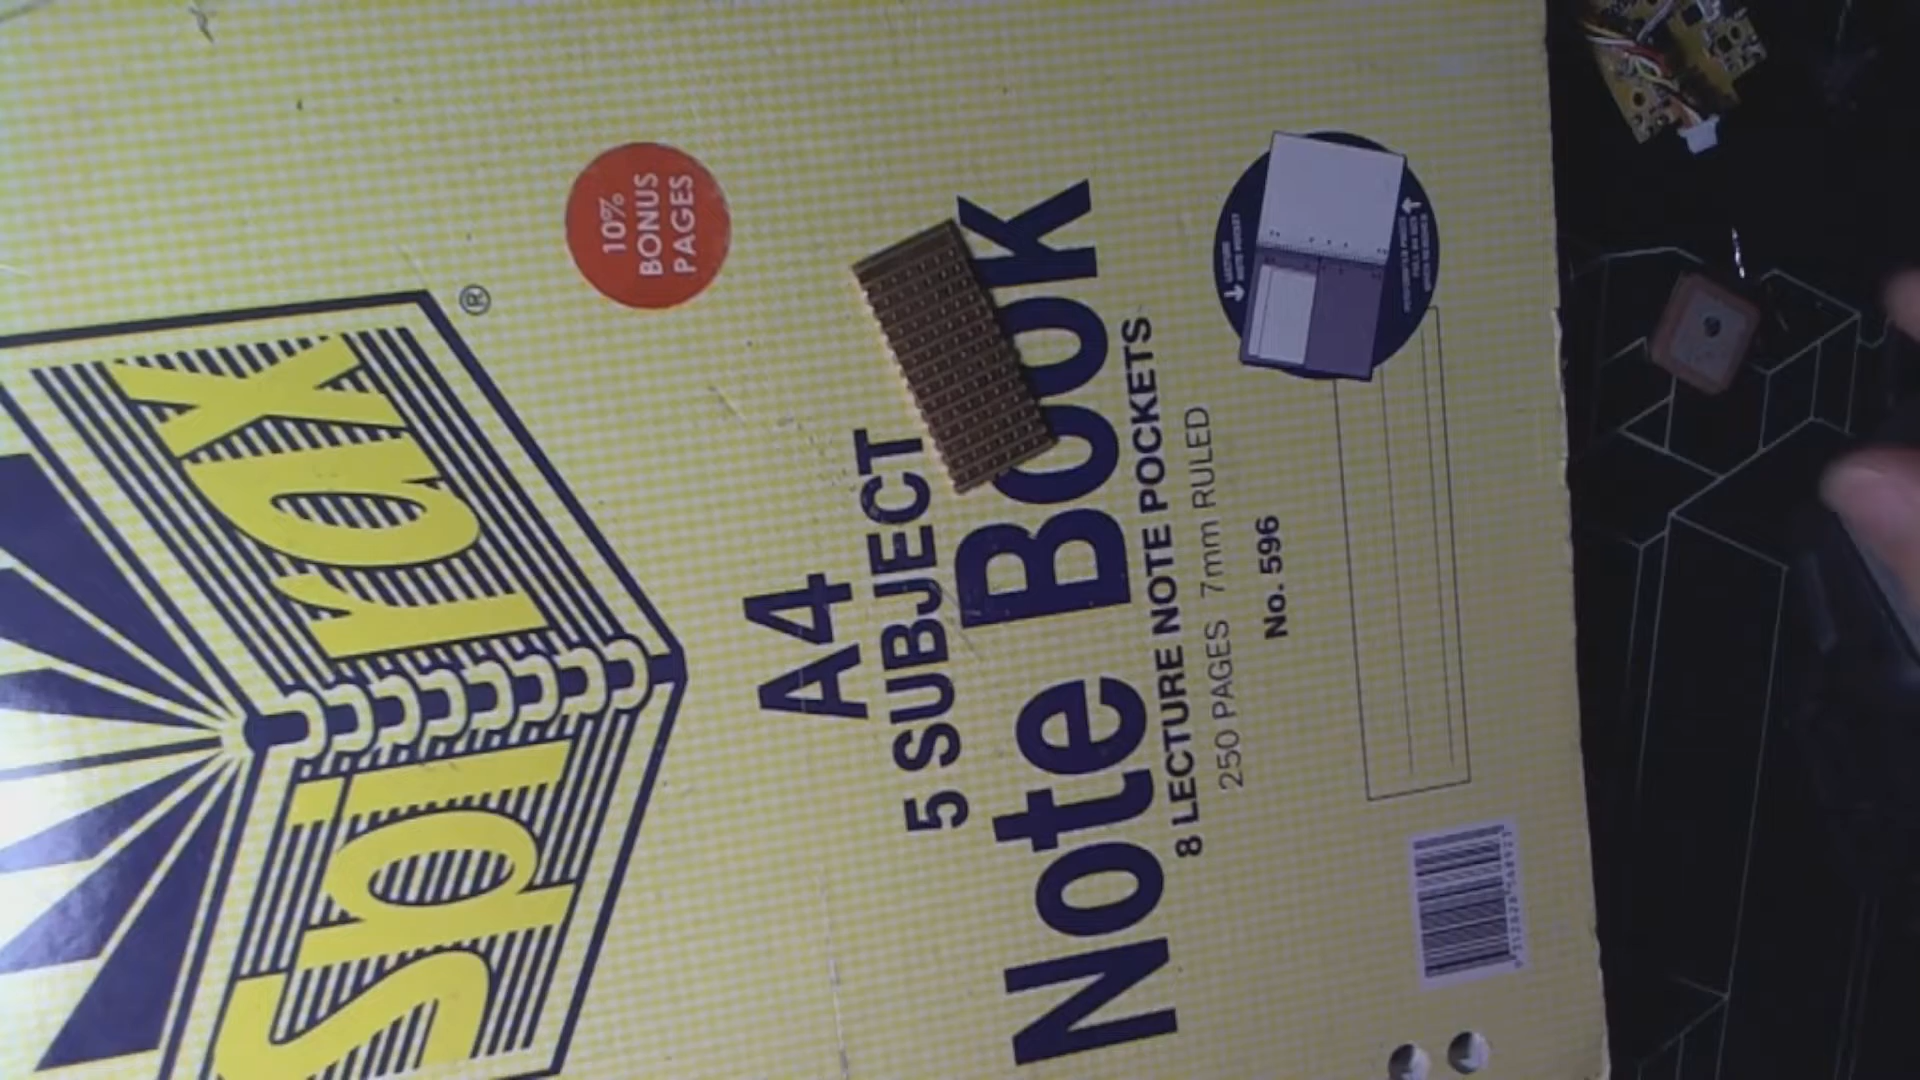 spirax
®
10%
BONUS
PAGES
A4
5 SUBJECT
Note Book
8 LECTURE NOTE POCKETS
250 PAGES 7mm RULED
No. 596